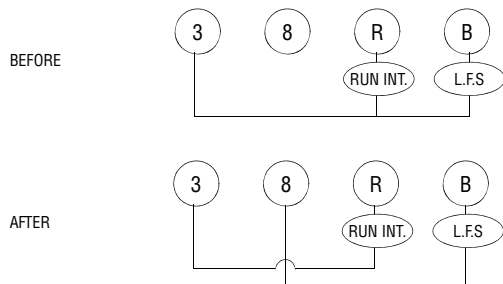 3 8 R B
BEFORE
RUN INT. L.F.S
3 8 R B
AFTER
RUN INT. L.F.S